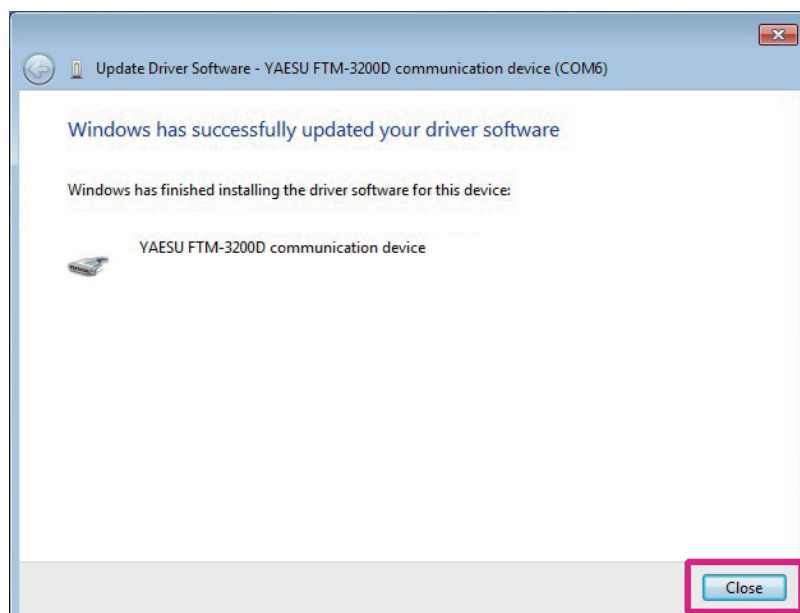 Update Driver Software - YAESU FTM-3200D communication device (COM6)
Windows has successfully updated your driver software
Windows has finished installing the driver software for this device:
YAESU FTM-3200D communication device
Close